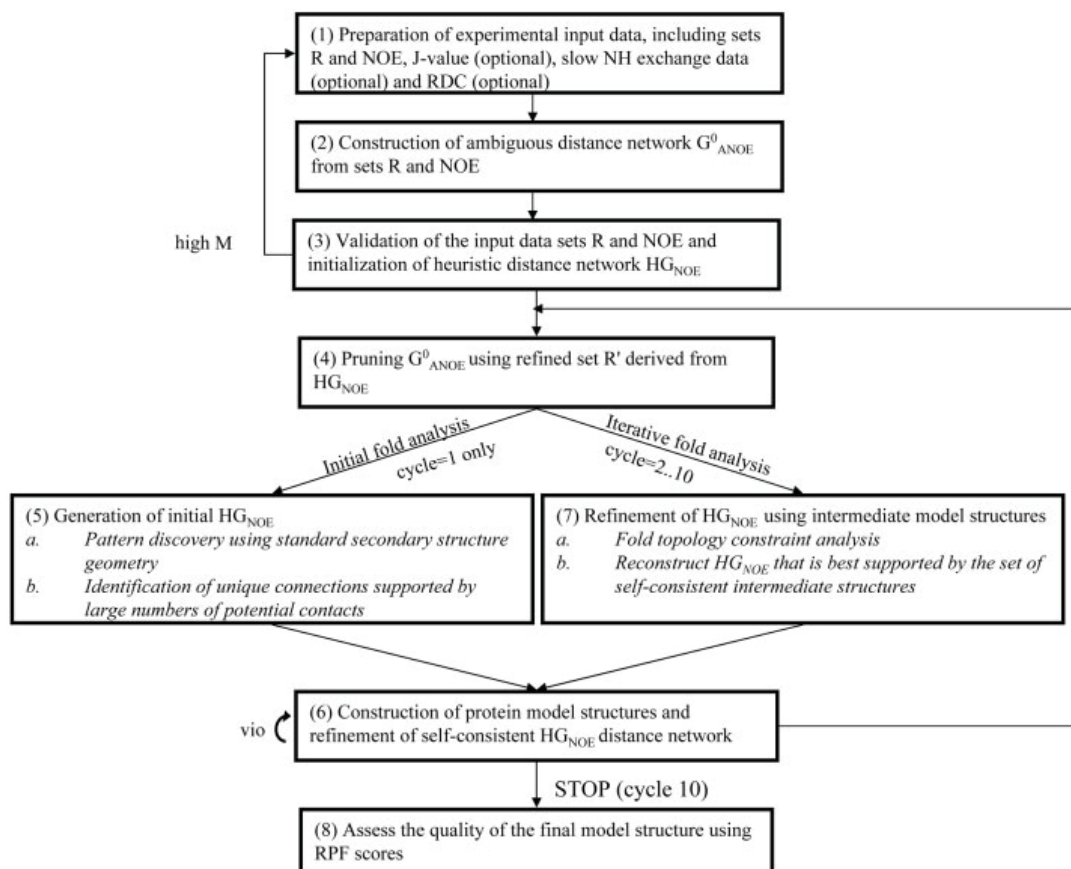 (1) Preparation of experimental input data, including sets
R and NOE, J-value (optional), slow NH exchange data
(optional) and RDC (optional)
(2) Construction of ambiguous distance network G⁰ANOE
from sets R and NOE
high M
(3) Validation of the input data sets R and NOE and
initialization of heuristic distance network HGNOE
(4) Pruning G⁰ANOE using refined set R' derived from
HGNOE
Initial fold analysis
cycle=1 only
Iterative fold analysis
cycle=2..10
(5) Generation of initial HGNOE
a. Pattern discovery using standard secondary structure
geometry
b. Identification of unique connections supported by
large numbers of potential contacts
(7) Refinement of HGNOE using intermediate model structures
a. Fold topology constraint analysis
b. Reconstruct HGNOE that is best supported by the set of
self-consistent intermediate structures
vio
(6) Construction of protein model structures and
refinement of self-consistent HGNOE distance network
STOP (cycle 10)
(8) Assess the quality of the final model structure using
RPF scores